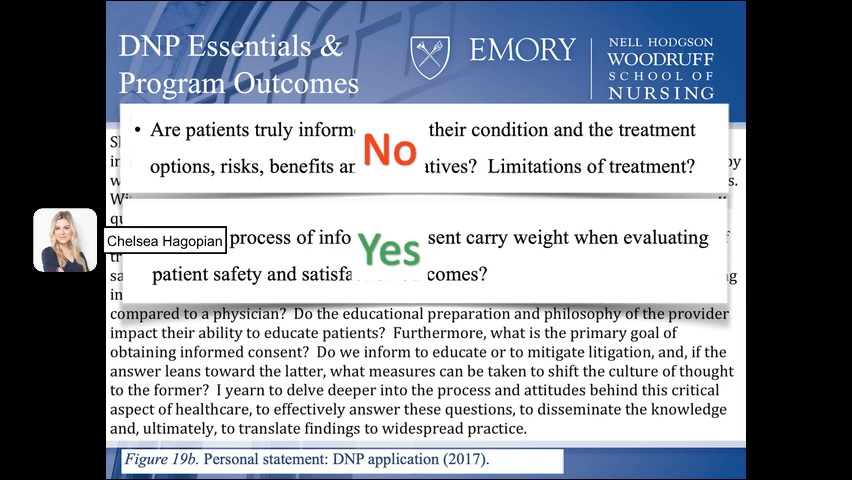 DNP Essentials &
Program Outcomes
EMORY
NELL HODGSON
WOODRUFF
SCHOOL OF
NURSING
• Are patients truly inform their condition and the treatment
No
options, risks, benefits an atives? Limitations of treatment?
Chelsea Hagopian
process of info sent carry weight when evaluating
Yes
patient safety and satisfa comes?
compared to a physician? Do the educational preparation and philosophy of the provider
impact their ability to educate patients? Furthermore, what is the primary goal of
obtaining informed consent? Do we inform to educate or to mitigate litigation, and, if the
answer leans toward the latter, what measures can be taken to shift the culture of thought
to the former? I yearn to delve deeper into the process and attitudes behind this critical
aspect of healthcare, to effectively answer these questions, to disseminate the knowledge
and, ultimately, to translate findings to widespread practice.
Figure 19b. Personal statement: DNP application (2017).